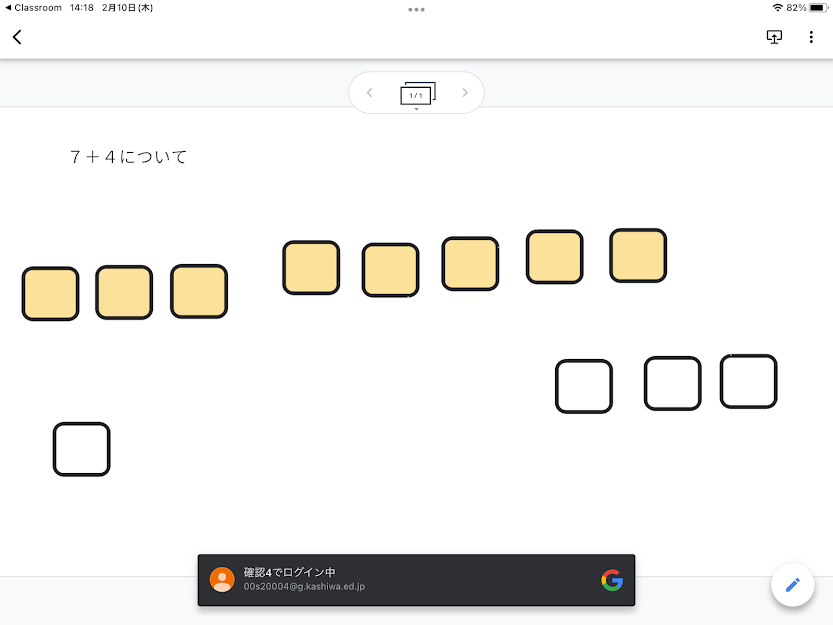 ◀ Classroom 14:18 2月10日(木) 82%
1 / 1
７＋４について
確認4でログイン中
00s20004@g.kashiwa.ed.jp